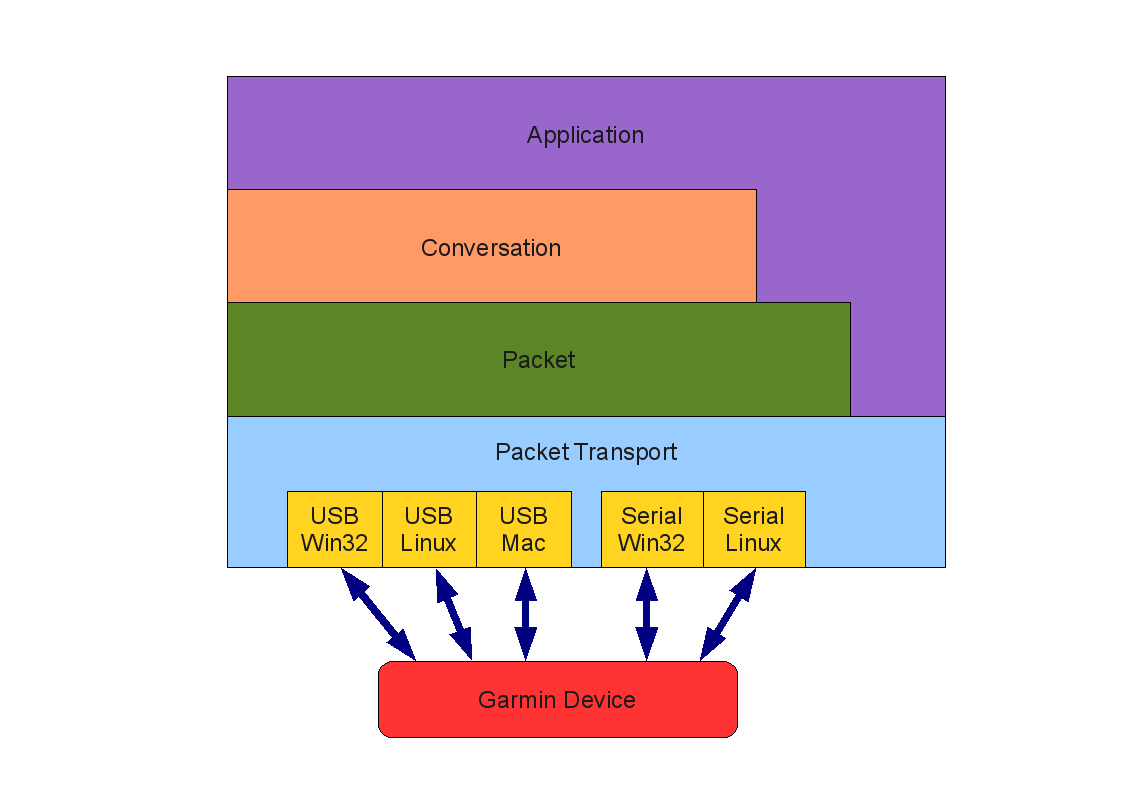 Application
Conversation
Packet
Packet Transport
USB
Win32
USB
Linux
USB
Mac
Serial
Win32
Serial
Linux
Garmin Device